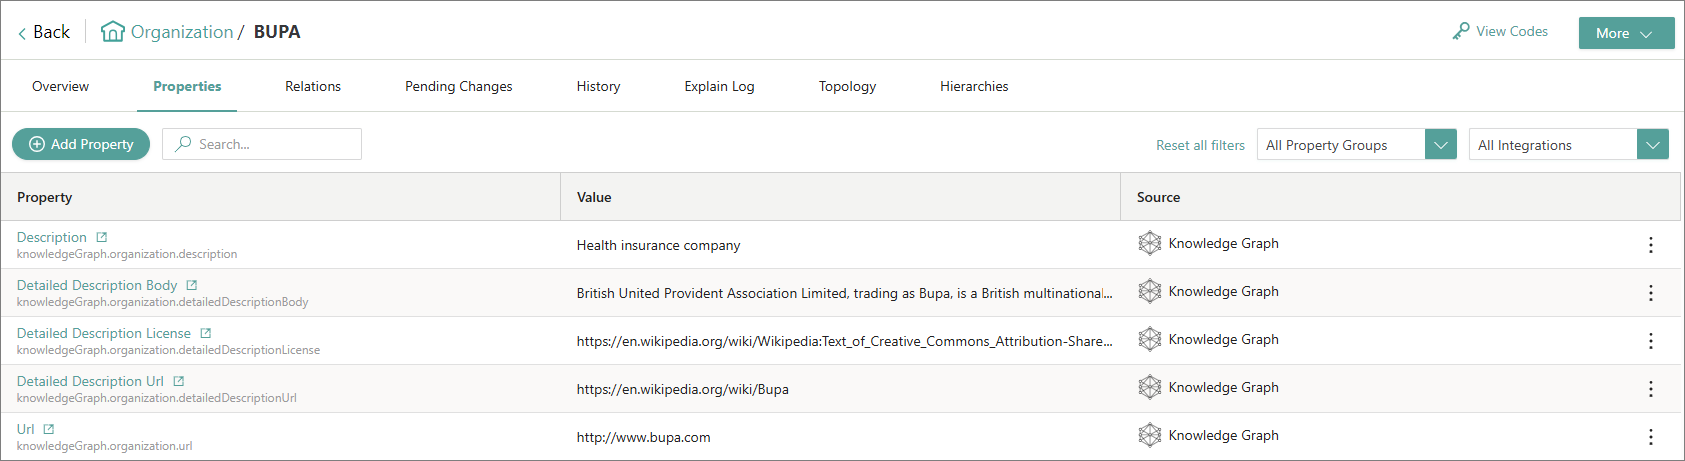 Back Organization / BUPA View Codes More
Overview Properties Relations Pending Changes History Explain Log Topology Hierarchies
Add Property Search... Reset all filters All Property Groups All Integrations
Property Value Source
Description
knowledgeGraph.organization.description
Health insurance company
Knowledge Graph
Detailed Description Body
knowledgeGraph.organization.detailedDescriptionBody
British United Provident Association Limited, trading as Bupa, is a British multinational...
Knowledge Graph
Detailed Description License
knowledgeGraph.organization.detailedDescriptionLicense
https://en.wikipedia.org/wiki/Wikipedia:Text_of_Creative_Commons_Attribution-Share...
Knowledge Graph
Detailed Description Url
knowledgeGraph.organization.detailedDescriptionUrl
https://en.wikipedia.org/wiki/Bupa
Knowledge Graph
Url
knowledgeGraph.organization.url
http://www.bupa.com
Knowledge Graph